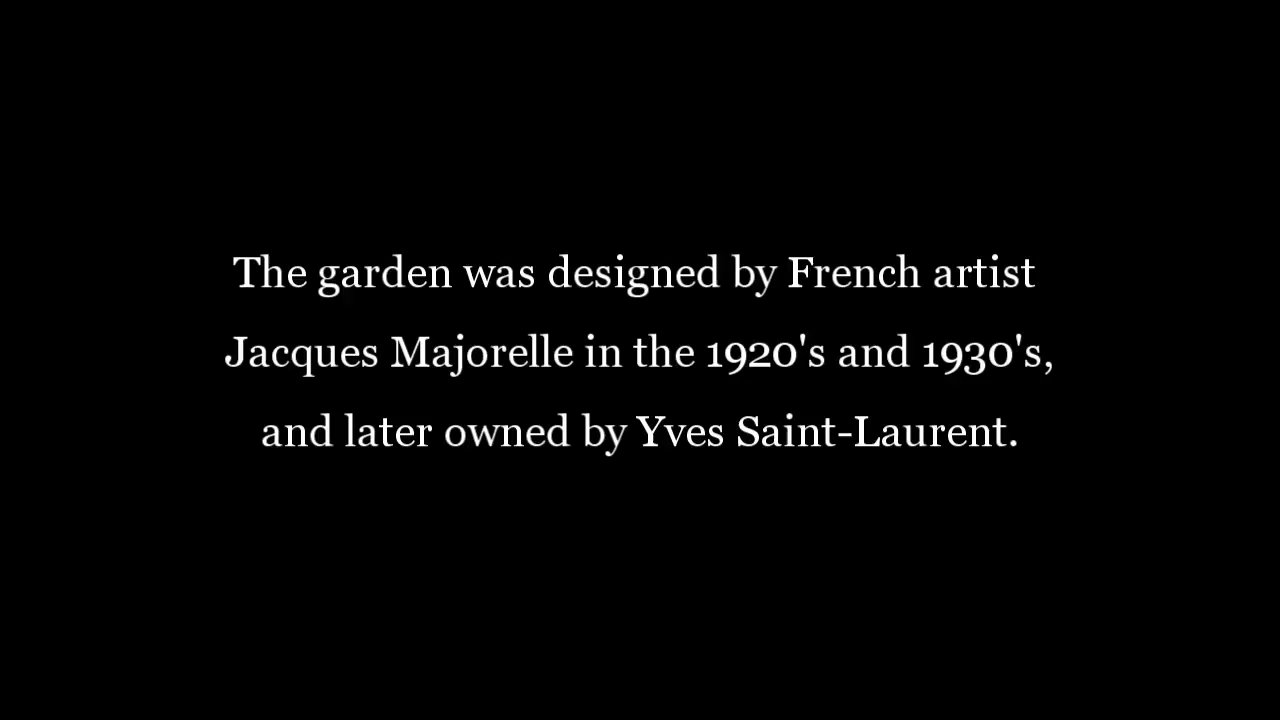 The garden was designed by French artist
Jacques Majorelle in the 1920's and 1930's,
and later owned by Yves Saint-Laurent.